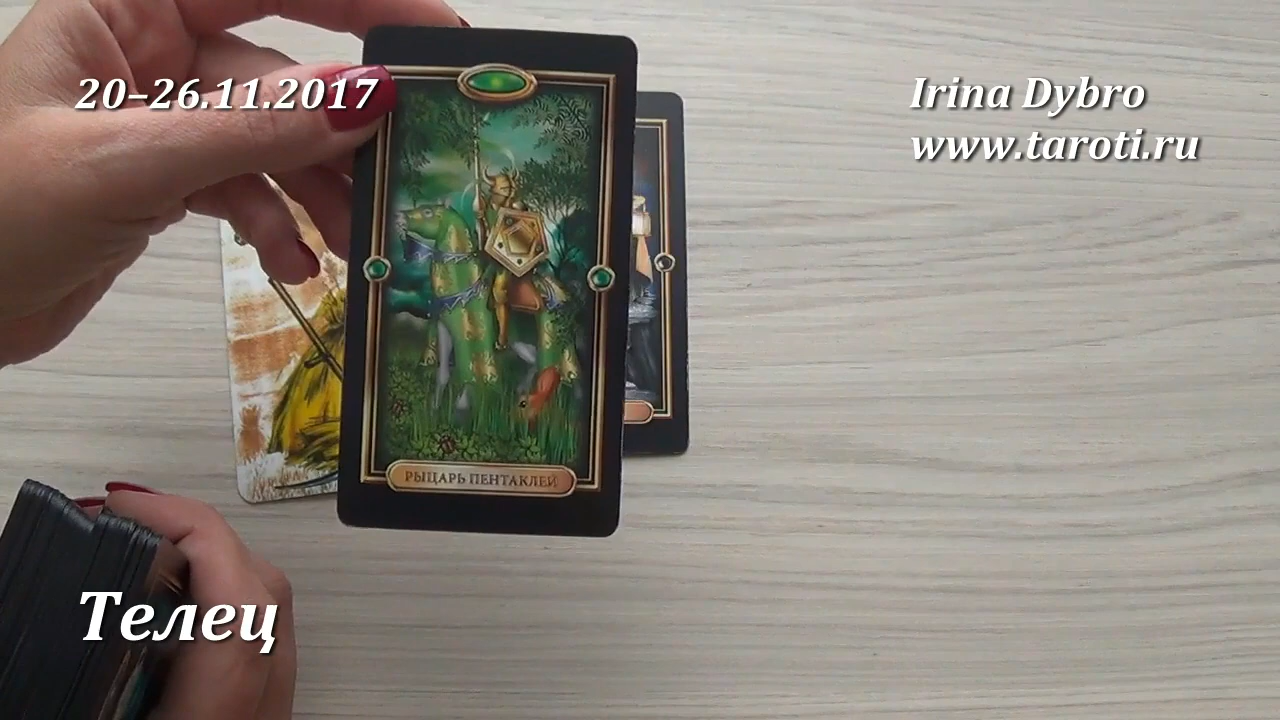 20–26.11.2017
Irina Dybro
www.taroti.ru
РЫЦАРЬ ПЕНТАКЛЕЙ
Телец